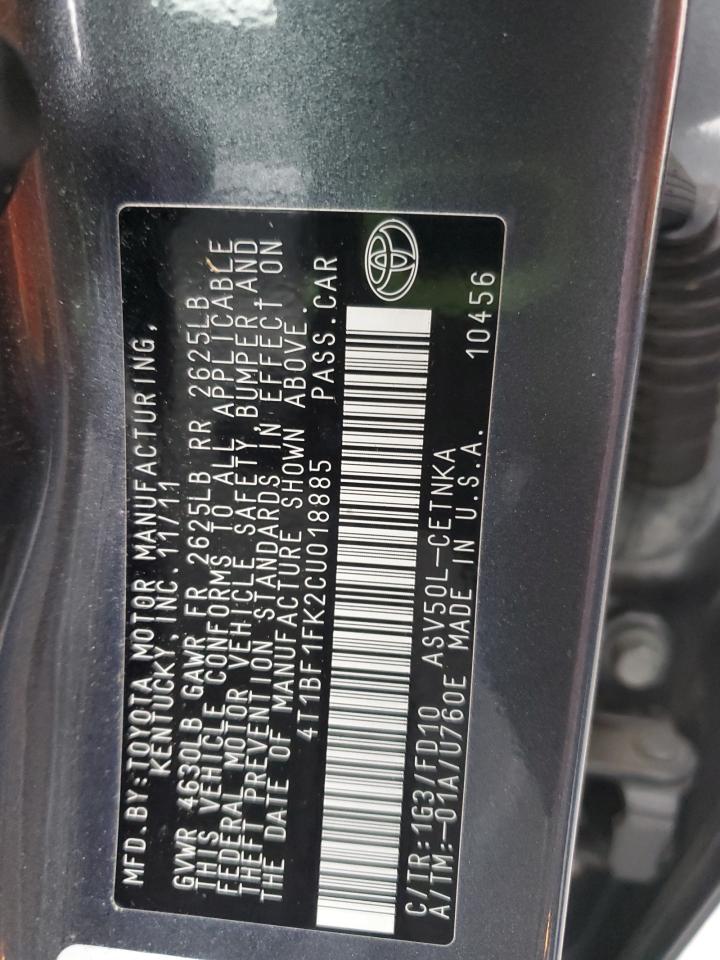 MFD.BY:TOYOTA MOTOR MANUFACTURING,
KENTUCKY, INC. 11/11
GVWR 4630LB GAWR FR 2625LB RR 2625LB
THIS VEHICLE CONFORMS TO ALL APPLICABLE
FEDERAL MOTOR VEHICLE SAFETY, BUMPER, AND
THEFT PREVENTION STANDARDS IN EFFECT ON
THE DATE OF MANUFACTURE SHOWN ABOVE.
4T1BF1FK2CU018885 PASS.CAR
C/TR:1G3/FD10 ASV50L-CETNKA 10456
A/TM:-01A/U760E MADE IN U.S.A.